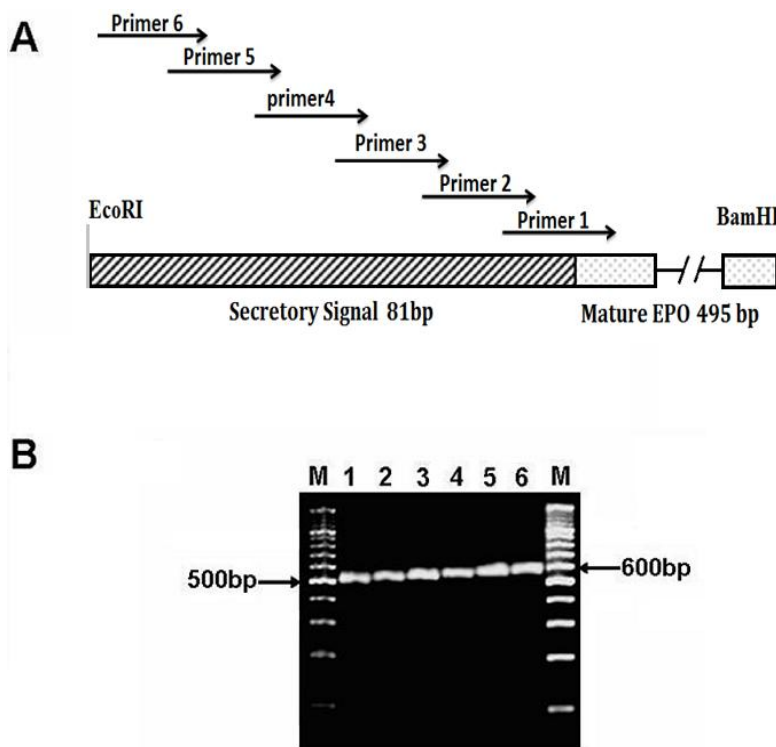 A
Primer 6
Primer 5
primer4
Primer 3
Primer 2
Primer 1
EcoRI
BamHI
Secretory Signal 81bp
Mature EPO 495 bp
B
M 1 2 3 4 5 6 M
500bp
600bp